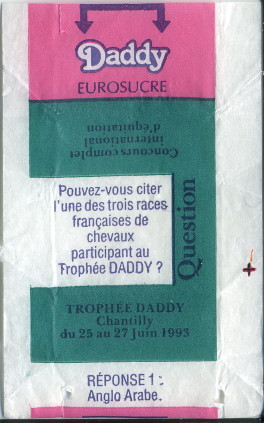 Daddy
EUROSUCRE
Concours complet
international
d'équitation
Pouvez-vous citer
l'une des trois races
françaises de
chevaux
participant au
Trophée DADDY ?
Question
TROPHÉE DADDY
Chantilly
du 25 au 27 Juin 1993
RÉPONSE 1 :
Anglo Arabe.